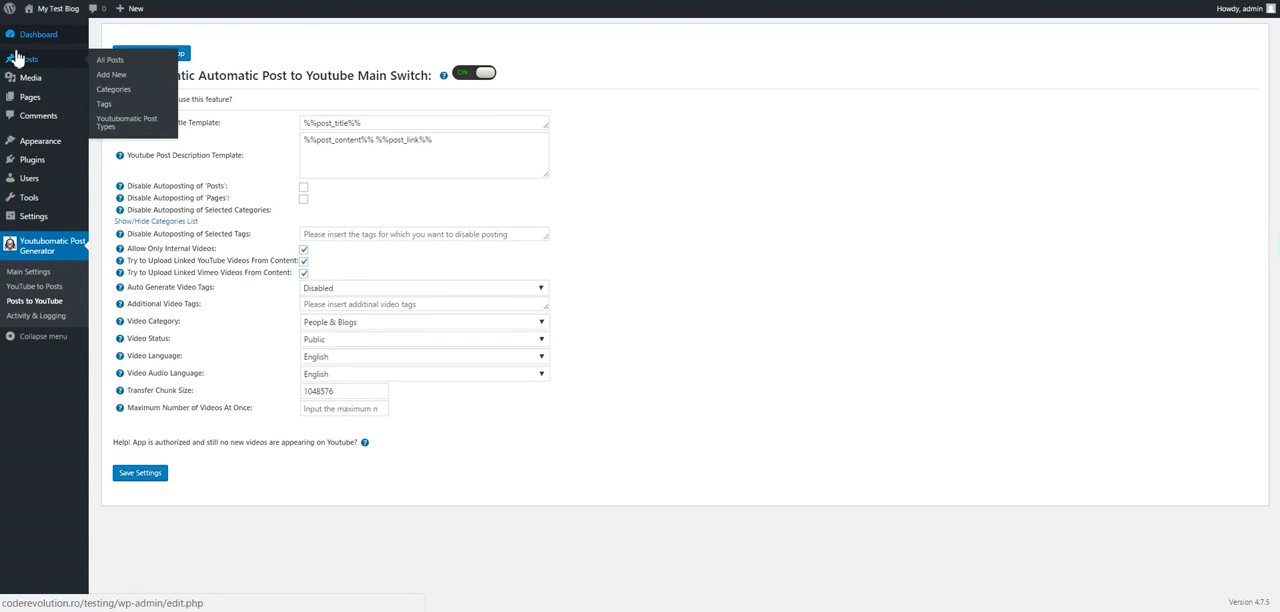 My Test Blog 0 New Howdy, admin
Dashboard
Posts
Media
Pages
Comments
Appearance
Plugins
Users
Tools
Settings
Youtubomatic Post
Generator
Main Settings
YouTube to Posts
Posts to YouTube
Activity & Logging
Collapse menu
All Posts
Add New
Categories
Tags
Youtubomatic Post
Types
Automatic Post to Youtube Main Switch: ON
use this feature?
Template: %%post_title%%
Youtube Post Description Template: %%post_content%% %%post_link%%
Disable Autoposting of 'Posts':
Disable Autoposting of 'Pages':
Disable Autoposting of Selected Categories:
Show/Hide Categories List
Disable Autoposting of Selected Tags: Please insert the tags for which you want to disable posting
Allow Only Internal Videos:
Try to Upload Linked YouTube Videos From Content:
Try to Upload Linked Vimeo Videos From Content:
Auto Generate Video Tags: Disabled
Additional Video Tags: Please insert additinal video tags
Video Category: People & Blogs
Video Status: Public
Video Language: English
Video Audio Language: English
Transfer Chunk Size: 1048576
Maximum Number of Videos At Once: Input the maximum n
Help! App is authorized and still no new videos are appearing on Youtube?
Save Settings
coderevolution.ro/testing/wp-admin/edit.php
Version 4.7.5